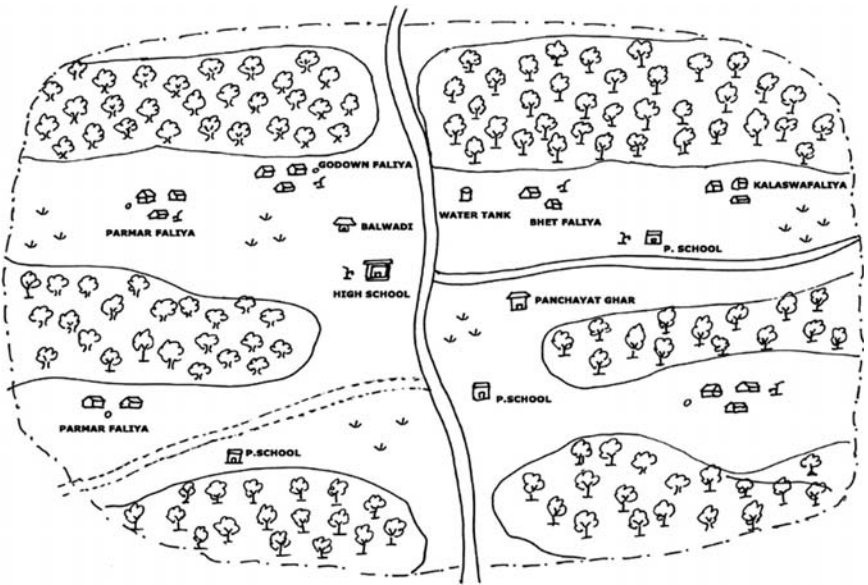 GODOWN FALIYA
KALASWAFALIYA
WATER TANK
BHET FALIYA
PARMAR FALIYA
BALWADI
P. SCHOOL
HIGH SCHOOL
PANCHAYAT GHAR
P.SCHOOL
PARMAR FALIYA
P.SCHOOL